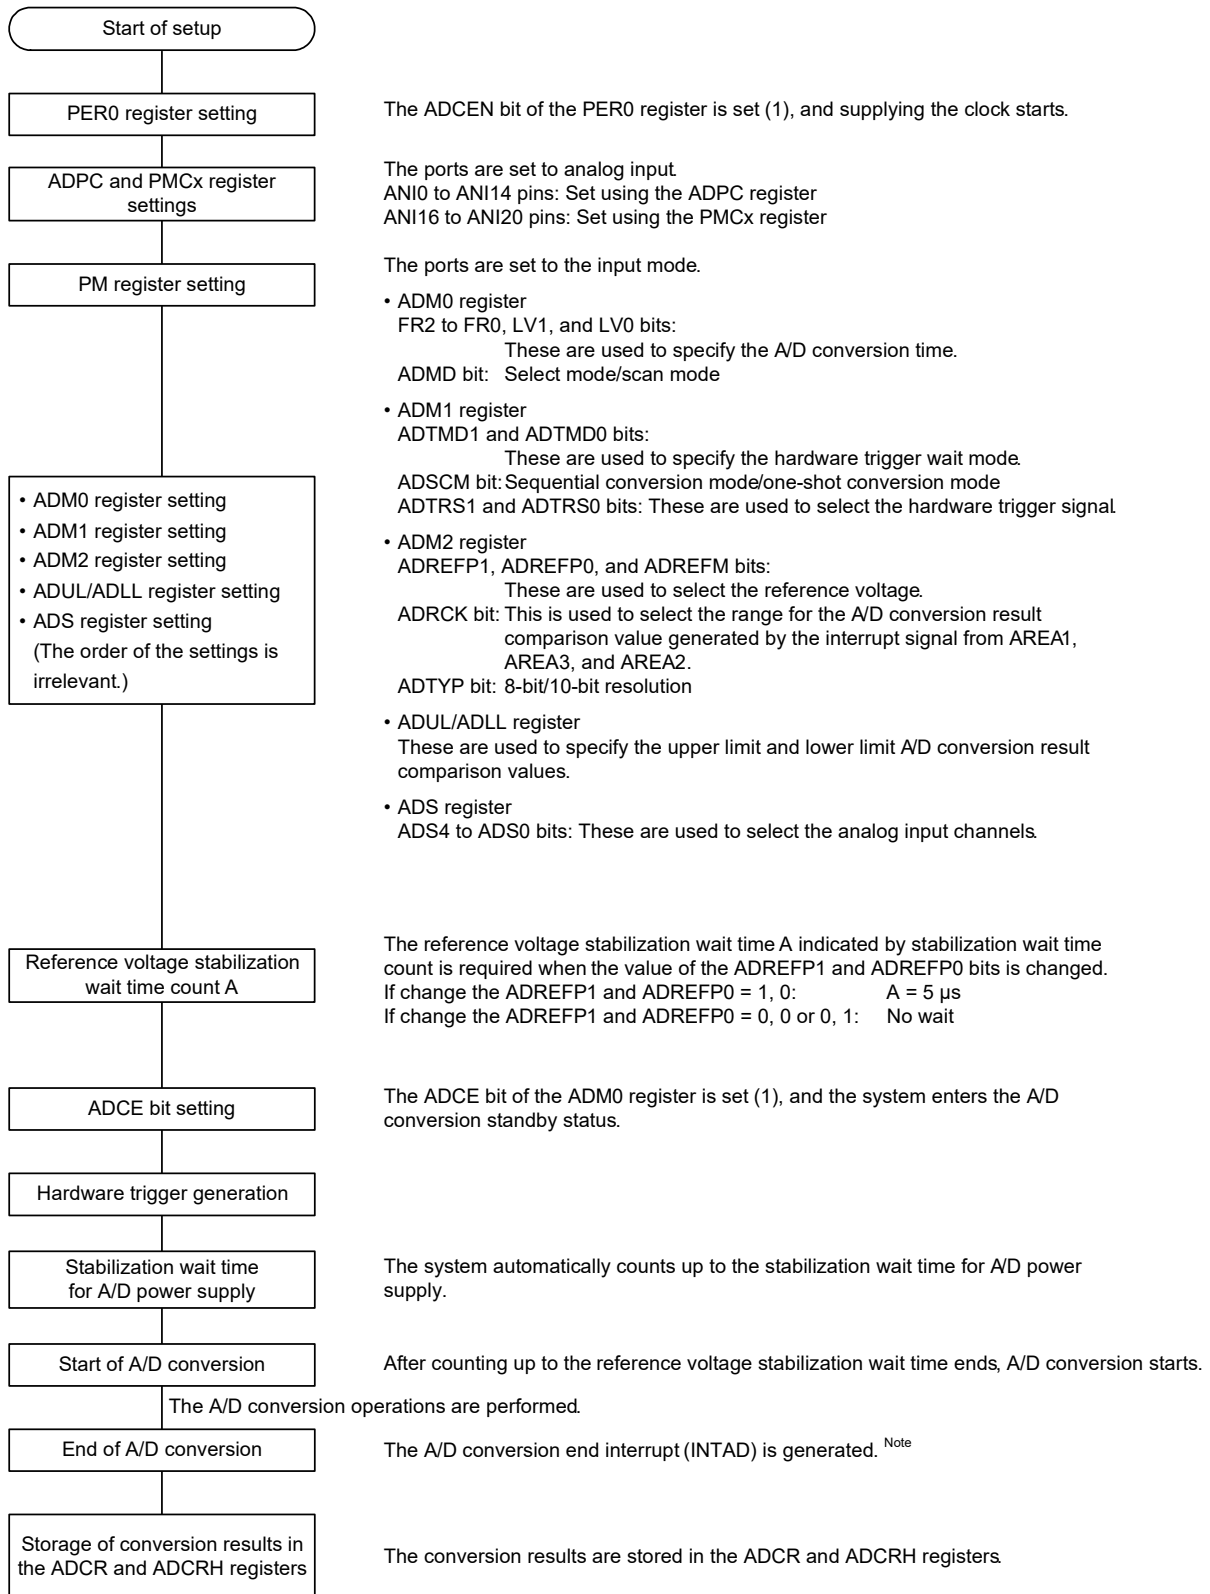 Start of setup
PER0 register setting
The ADCEN bit of the PER0 register is set (1), and supplying the clock starts.
ADPC and PMCx register
settings
The ports are set to analog input.
ANI0 to ANI14 pins: Set using the ADPC register
ANI16 to ANI20 pins: Set using the PMCx register
PM register setting
The ports are set to the input mode.
• ADM0 register setting
• ADM1 register setting
• ADM2 register setting
• ADUL/ADLL register setting
• ADS register setting
(The order of the settings is
irrelevant.)
• ADM0 register
FR2 to FR0, LV1, and LV0 bits:
These are used to specify the A/D conversion time.
ADMD bit: Select mode/scan mode
• ADM1 register
ADTMD1 and ADTMD0 bits:
These are used to specify the hardware trigger wait mode.
ADSCM bit: Sequential conversion mode/one-shot conversion mode
ADTRS1 and ADTRS0 bits: These are used to select the hardware trigger signal.
• ADM2 register
ADREFP1, ADREFP0, and ADREFM bits:
These are used to select the reference voltage.
ADRCK bit: This is used to select the range for the A/D conversion result
comparison value generated by the interrupt signal from AREA1,
AREA3, and AREA2.
ADTYP bit: 8-bit/10-bit resolution
• ADUL/ADLL register
These are used to specify the upper limit and lower limit A/D conversion result
comparison values.
• ADS register
ADS4 to ADS0 bits: These are used to select the analog input channels.
Reference voltage stabilization
wait time count A
The reference voltage stabilization wait time A indicated by stabilization wait time
count is required when the value of the ADREFP1 and ADREFP0 bits is changed.
If change the ADREFP1 and ADREFP0 = 1, 0: A = 5 µs
If change the ADREFP1 and ADREFP0 = 0, 0 or 0, 1: No wait
ADCE bit setting
The ADCE bit of the ADM0 register is set (1), and the system enters the A/D
conversion standby status.
Hardware trigger generation
Stabilization wait time
for A/D power supply
The system automatically counts up to the stabilization wait time for A/D power
supply.
Start of A/D conversion
After counting up to the reference voltage stabilization wait time ends, A/D conversion starts.
The A/D conversion operations are performed.
End of A/D conversion
The A/D conversion end interrupt (INTAD) is generated. Note
Storage of conversion results in
the ADCR and ADCRH registers
The conversion results are stored in the ADCR and ADCRH registers.